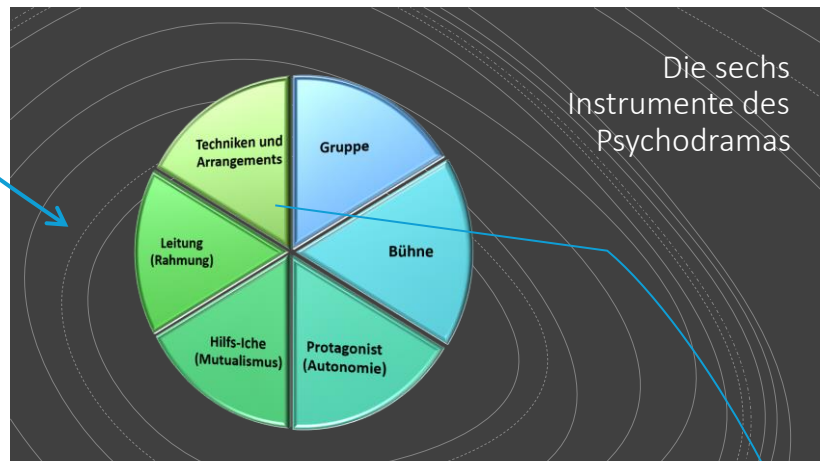 Die sechs
Instrumente des
Psychodramas
Techniken und
Arrangements
Gruppe
Leitung
(Rahmung)
Bühne
Hilfs-Iche
(Mutualismus)
Protagonist
(Autonomie)